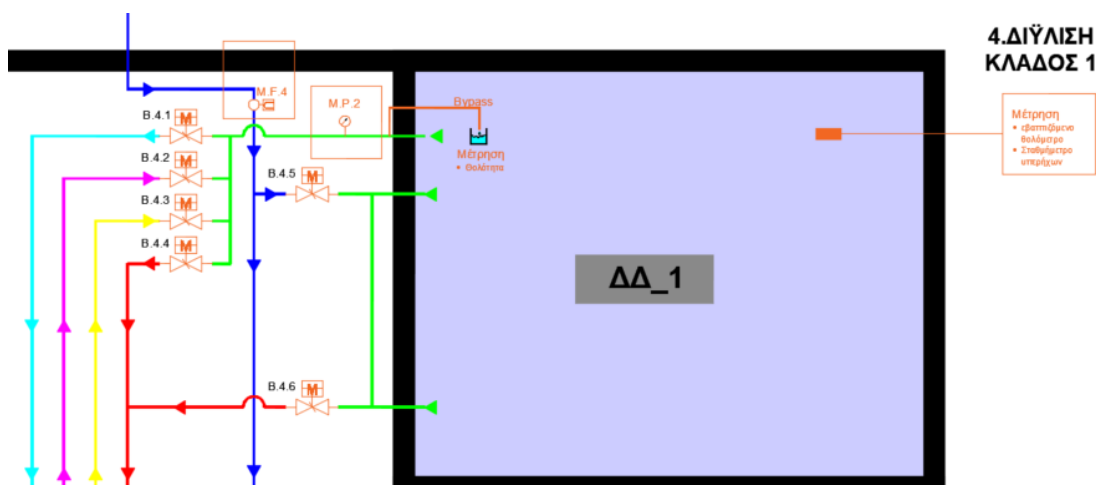 4.ΔΙΫΛΙΣΗ
ΚΛΑΔΟΣ 1
M.F.4
M.P.2
Bypass
B.4.1
B.4.2
B.4.3
B.4.4
B.4.5
B.4.6
M
M
M
M
M
M
Μέτρηση
• Θολότητα
Μέτρηση
• εβαπτιζόμενο
θολόμετρο
• Σταθμήμετρο
υπερήχων
ΔΔ_1